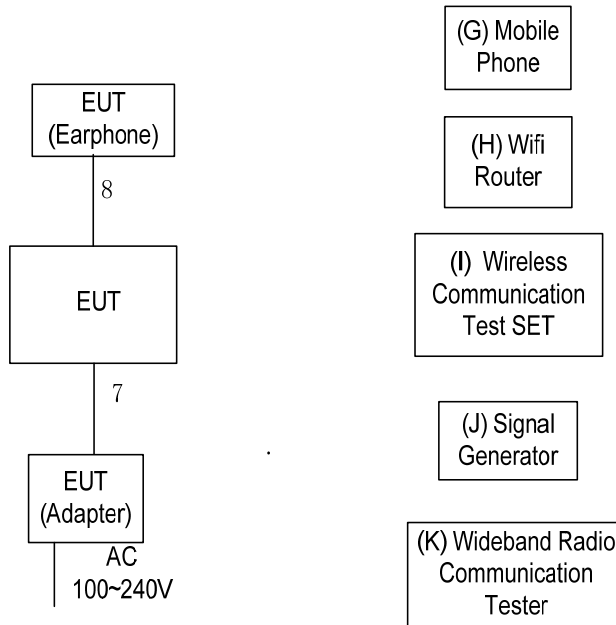 EUT
(Earphone)
8
EUT
7
EUT
(Adapter)
AC
100~240V
(G) Mobile
Phone
(H) Wifi
Router
(I) Wireless
Communication
Test SET
(J) Signal
Generator
(K) Wideband Radio
Communication
Tester